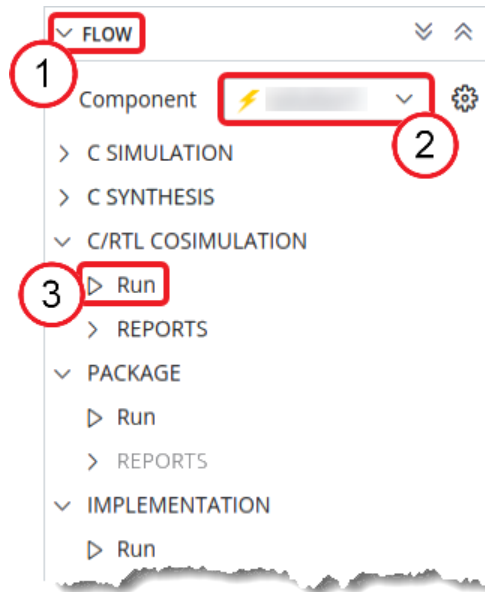 FLOW
1
Component
2
C SIMULATION
C SYNTHESIS
C/RTL COSIMULATION
3 Run
REPORTS
PACKAGE
Run
REPORTS
IMPLEMENTATION
Run